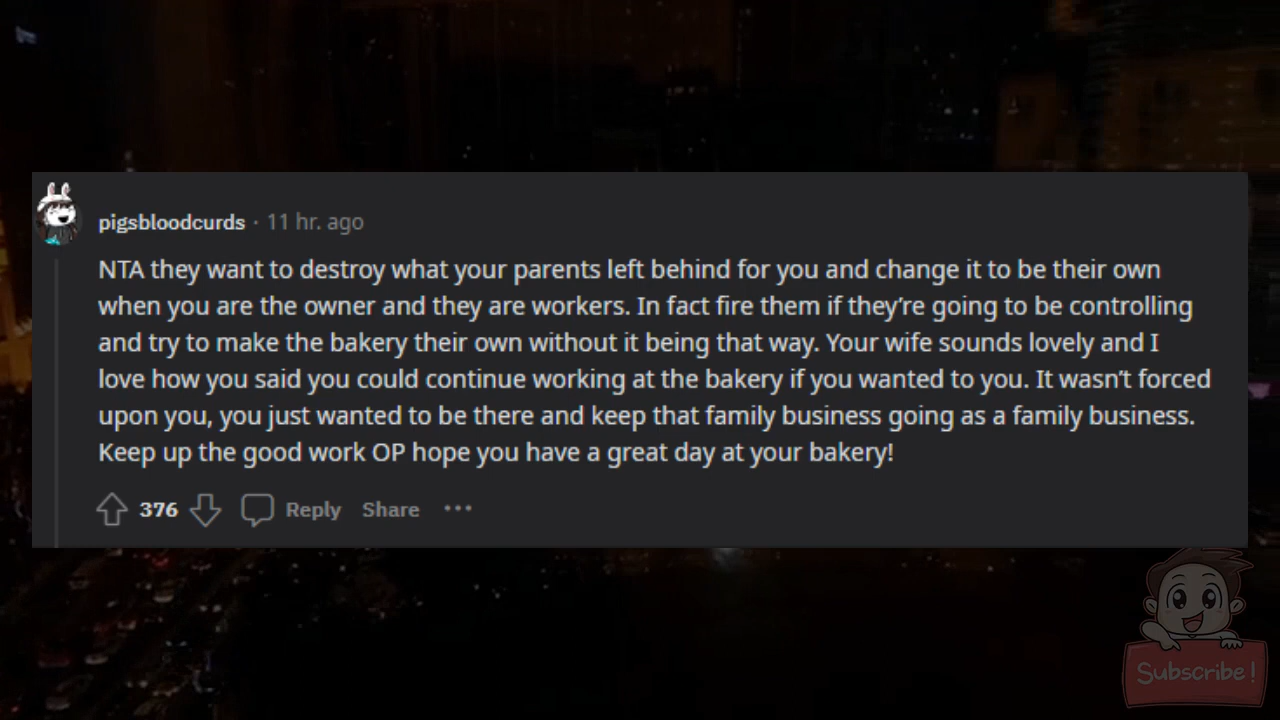 pigsbloodcurds · 11 hr. ago
NTA they want to destroy what your parents left behind for you and change it to be their own
when you are the owner and they are workers. In fact fire them if they’re going to be controlling
and try to make the bakery their own without it being that way. Your wife sounds lovely and I
love how you said you could continue working at the bakery if you wanted to you. It wasn’t forced
upon you, you just wanted to be there and keep that family business going as a family business.
Keep up the good work OP hope you have a great day at your bakery!
376 Reply Share ···
Subscribe!